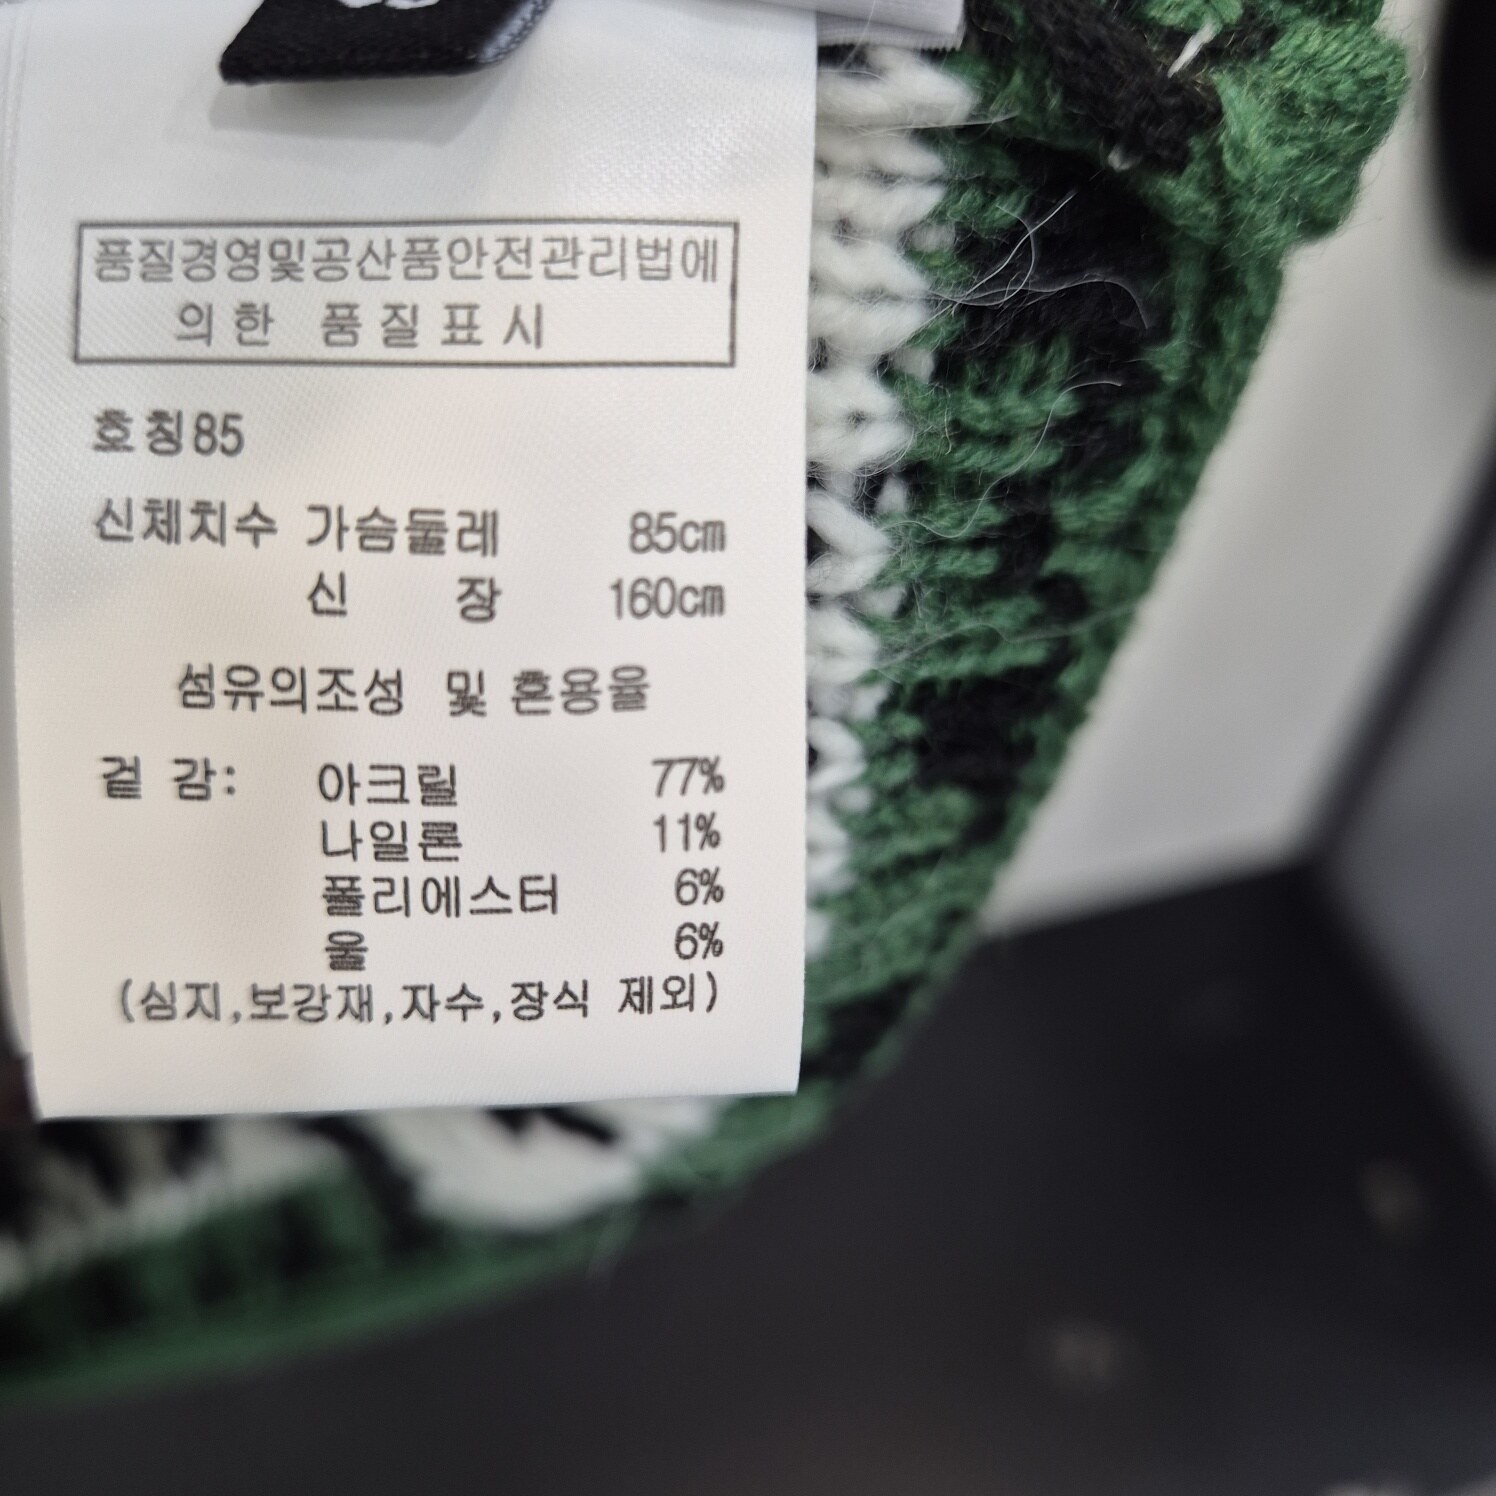 품질경영및공산품안전관리법에
의한 품질표시
호칭85
신체치수 가슴둘레 85cm
신 장 160cm
섬유의조성 및 혼용율
겉 감: 아크릴 77%
나일론 11%
폴리에스터 6%
울 6%
(심지,보강재,자수,장식 제외)